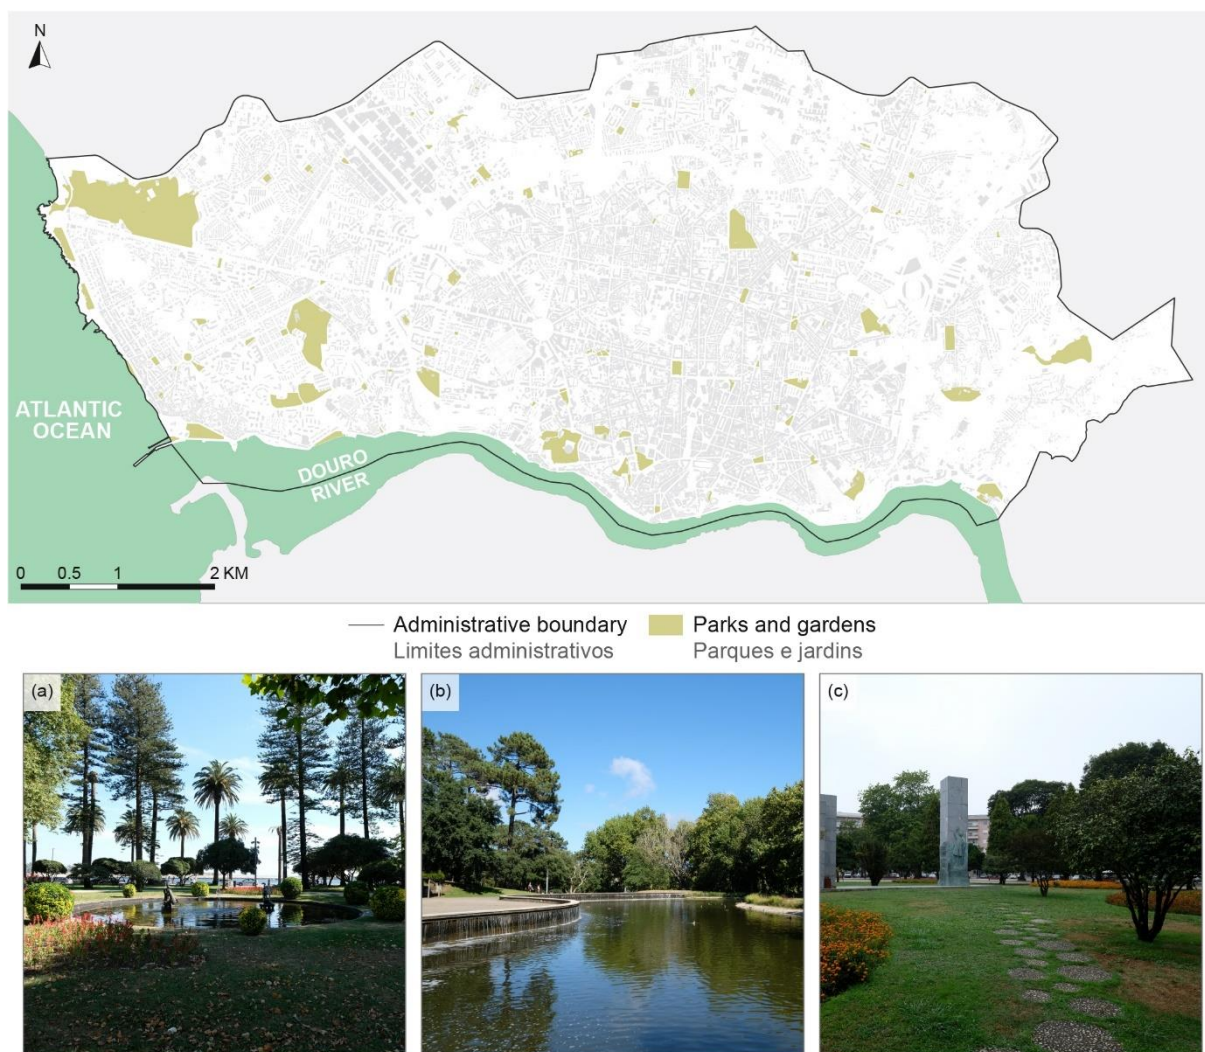 N
ATLANTIC
OCEAN
DOURO
RIVER
0 0.5 1 2 KM
Administrative boundary Parks and gardens
Limites administrativos Parques e jardins
(a) (b) (c)